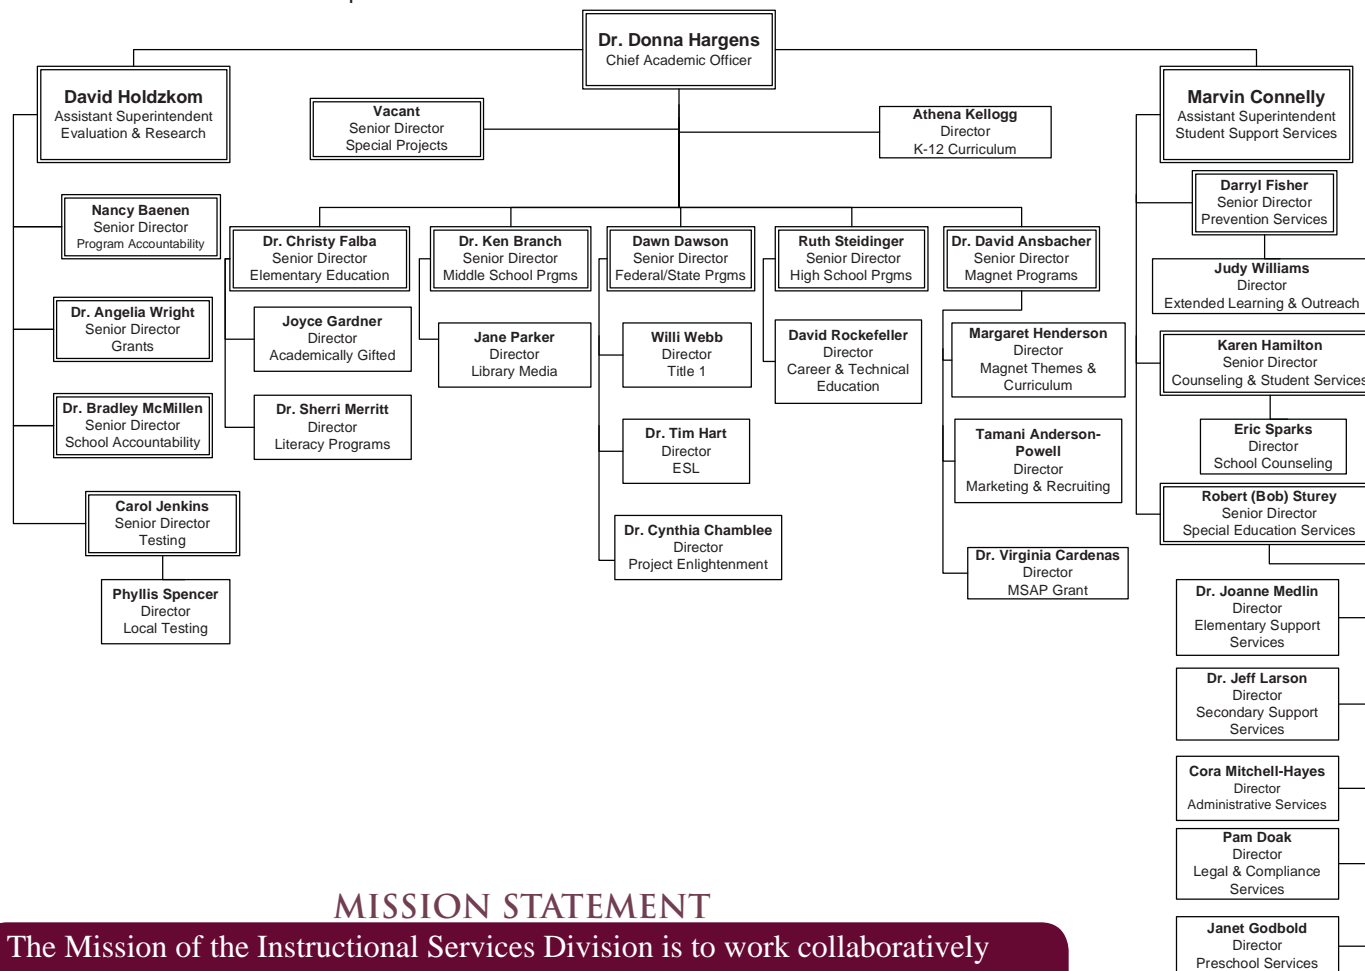 Dr. Donna Hargens
Chief Academic Officer
David Holdzkom
Assistant Superintendent
Evaluation & Research
Vacant
Senior Director
Special Projects
Athena Kellogg
Director
K-12 Curriculum
Marvin Connelly
Assistant Superintendent
Student Support Services
Nancy Baenen
Senior Director
Program Accountability
Dr. Angelia Wright
Senior Director
Grants
Dr. Bradley McMillen
Senior Director
School Accountability
Carol Jenkins
Senior Director
Testing
Phyllis Spencer
Director
Local Testing
Dr. Christy Falba
Senior Director
Elementary Education
Joyce Gardner
Director
Academically Gifted
Dr. Sherri Merritt
Director
Literacy Programs
Dr. Ken Branch
Senior Director
Middle School Prgms
Jane Parker
Director
Library Media
Dawn Dawson
Senior Director
Federal/State Prgms
Willi Webb
Director
Title 1
Dr. Tim Hart
Director
ESL
Dr. Cynthia Chamblee
Director
Project Enlightenment
Ruth Steidinger
Senior Director
High School Prgms
David Rockefeller
Director
Career & Technical
Education
Dr. David Ansbacher
Senior Director
Magnet Programs
Margaret Henderson
Director
Magnet Themes &
Curriculum
Tamani Anderson-
Powell
Director
Marketing & Recruiting
Dr. Virginia Cardenas
Director
MSAP Grant
Darryl Fisher
Senior Director
Prevention Services
Judy Williams
Director
Extended Learning & Outreach
Karen Hamilton
Senior Director
Counseling & Student Services
Eric Sparks
Director
School Counseling
Robert (Bob) Sturey
Senior Director
Special Education Services
Dr. Joanne Medlin
Director
Elementary Support
Services
Dr. Jeff Larson
Director
Secondary Support
Services
Cora Mitchell-Hayes
Director
Administrative Services
Pam Doak
Director
Legal & Compliance
Services
Janet Godbold
Director
Preschool Services
MISSION STATEMENT
The Mission of the Instructional Services Division is to work collaboratively